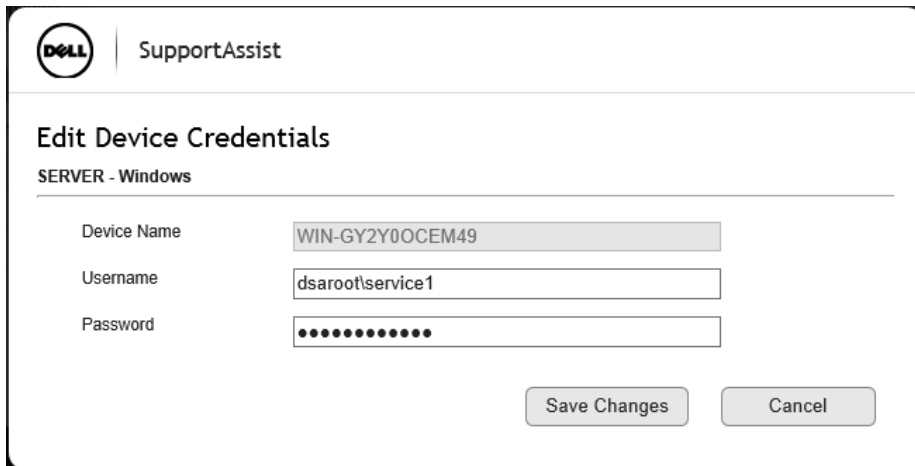 DELL SupportAssist
Edit Device Credentials
SERVER - Windows
Device Name WIN-GY2Y0OCEM49
Username dsaroot\service1
Password ●●●●●●●●●●●●
Save Changes Cancel